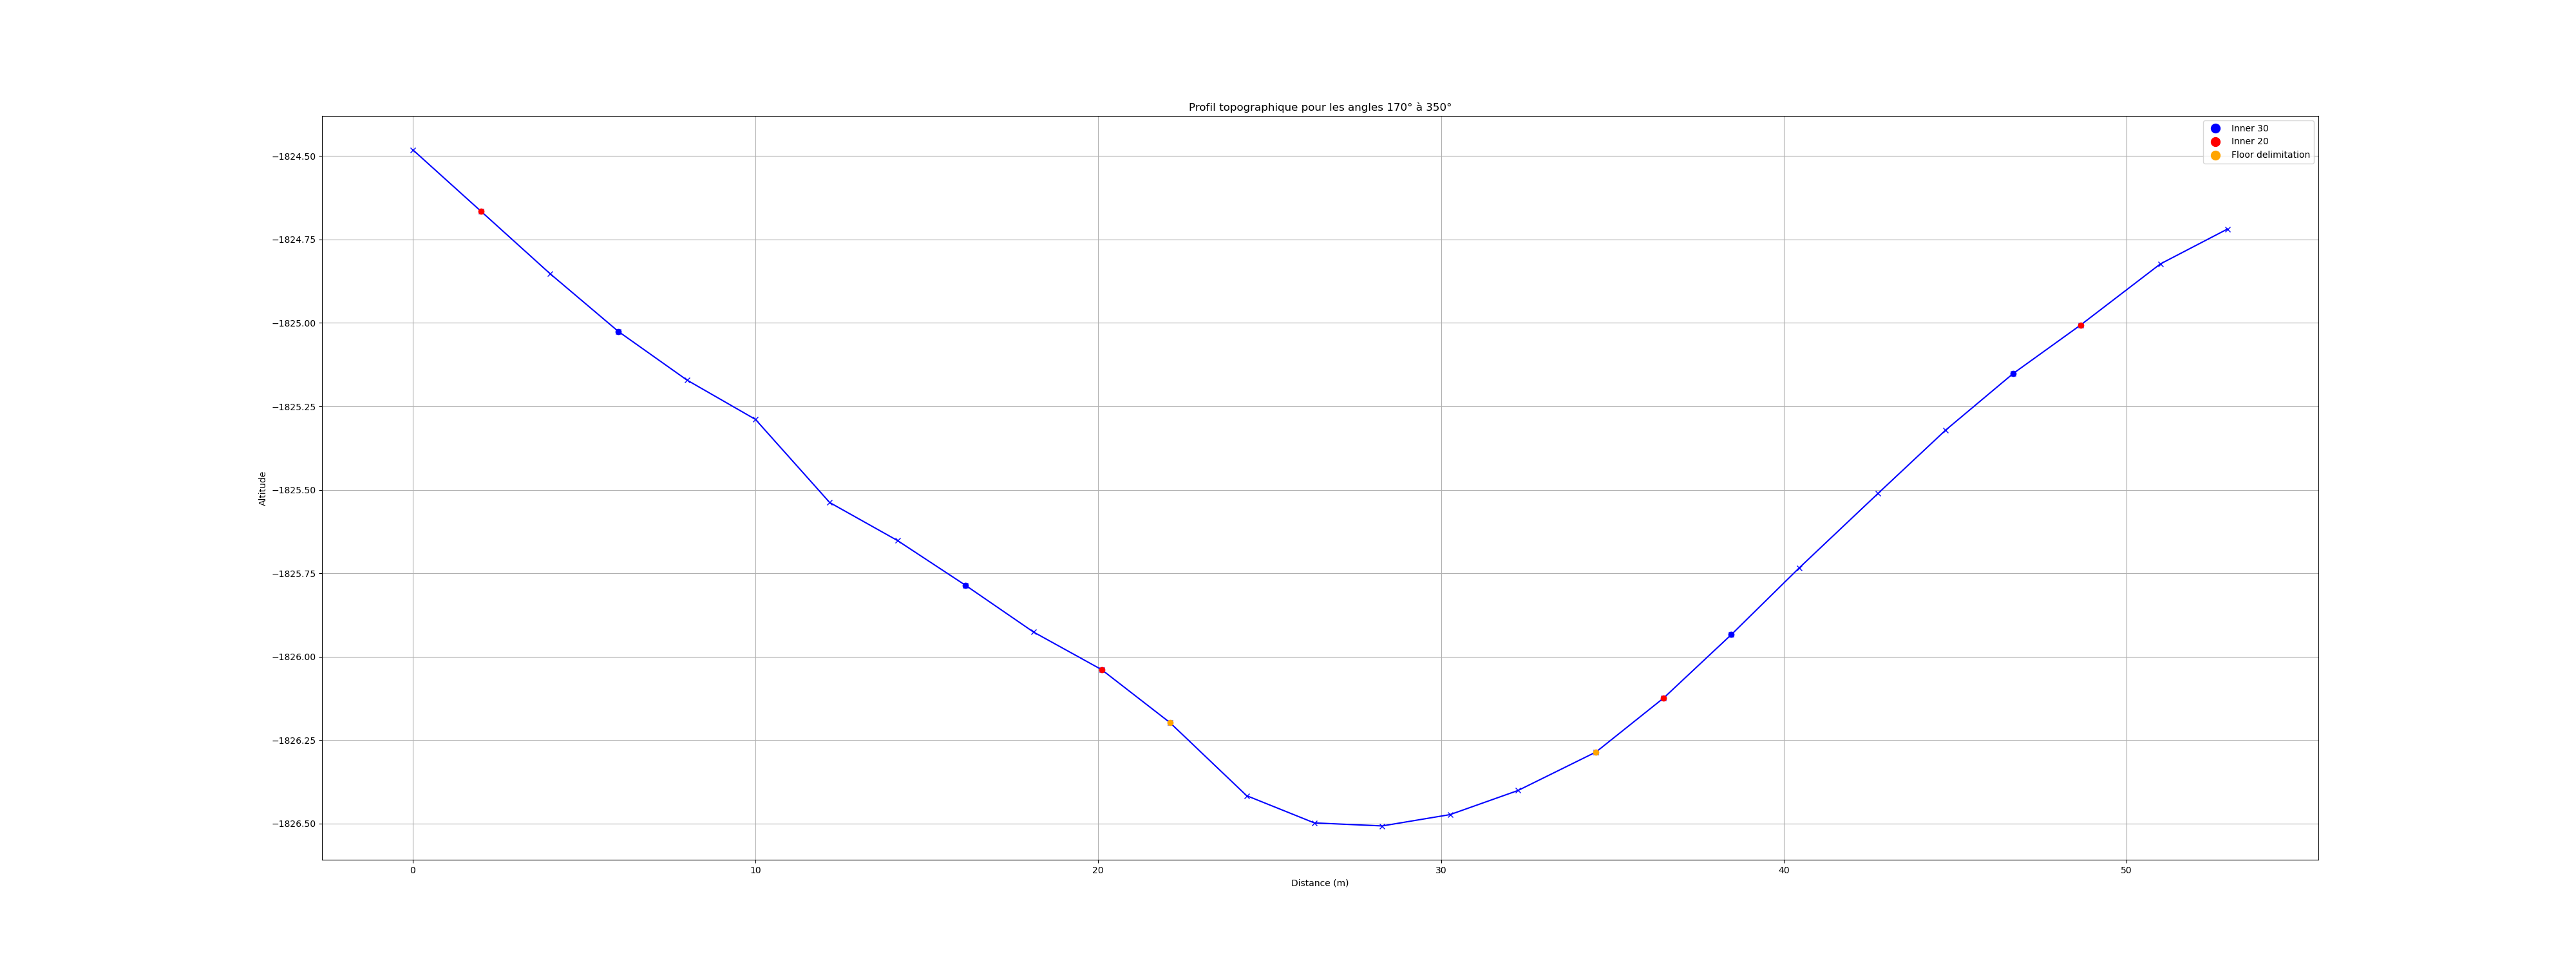 Profil topographique pour les angles 170° à 350°
Inner 30
Inner 20
Floor delimitation
Altitude
−1824.50
−1824.75
−1825.00
−1825.25
−1825.50
−1825.75
−1826.00
−1826.25
−1826.50
0 10 20 30 40 50
Distance (m)